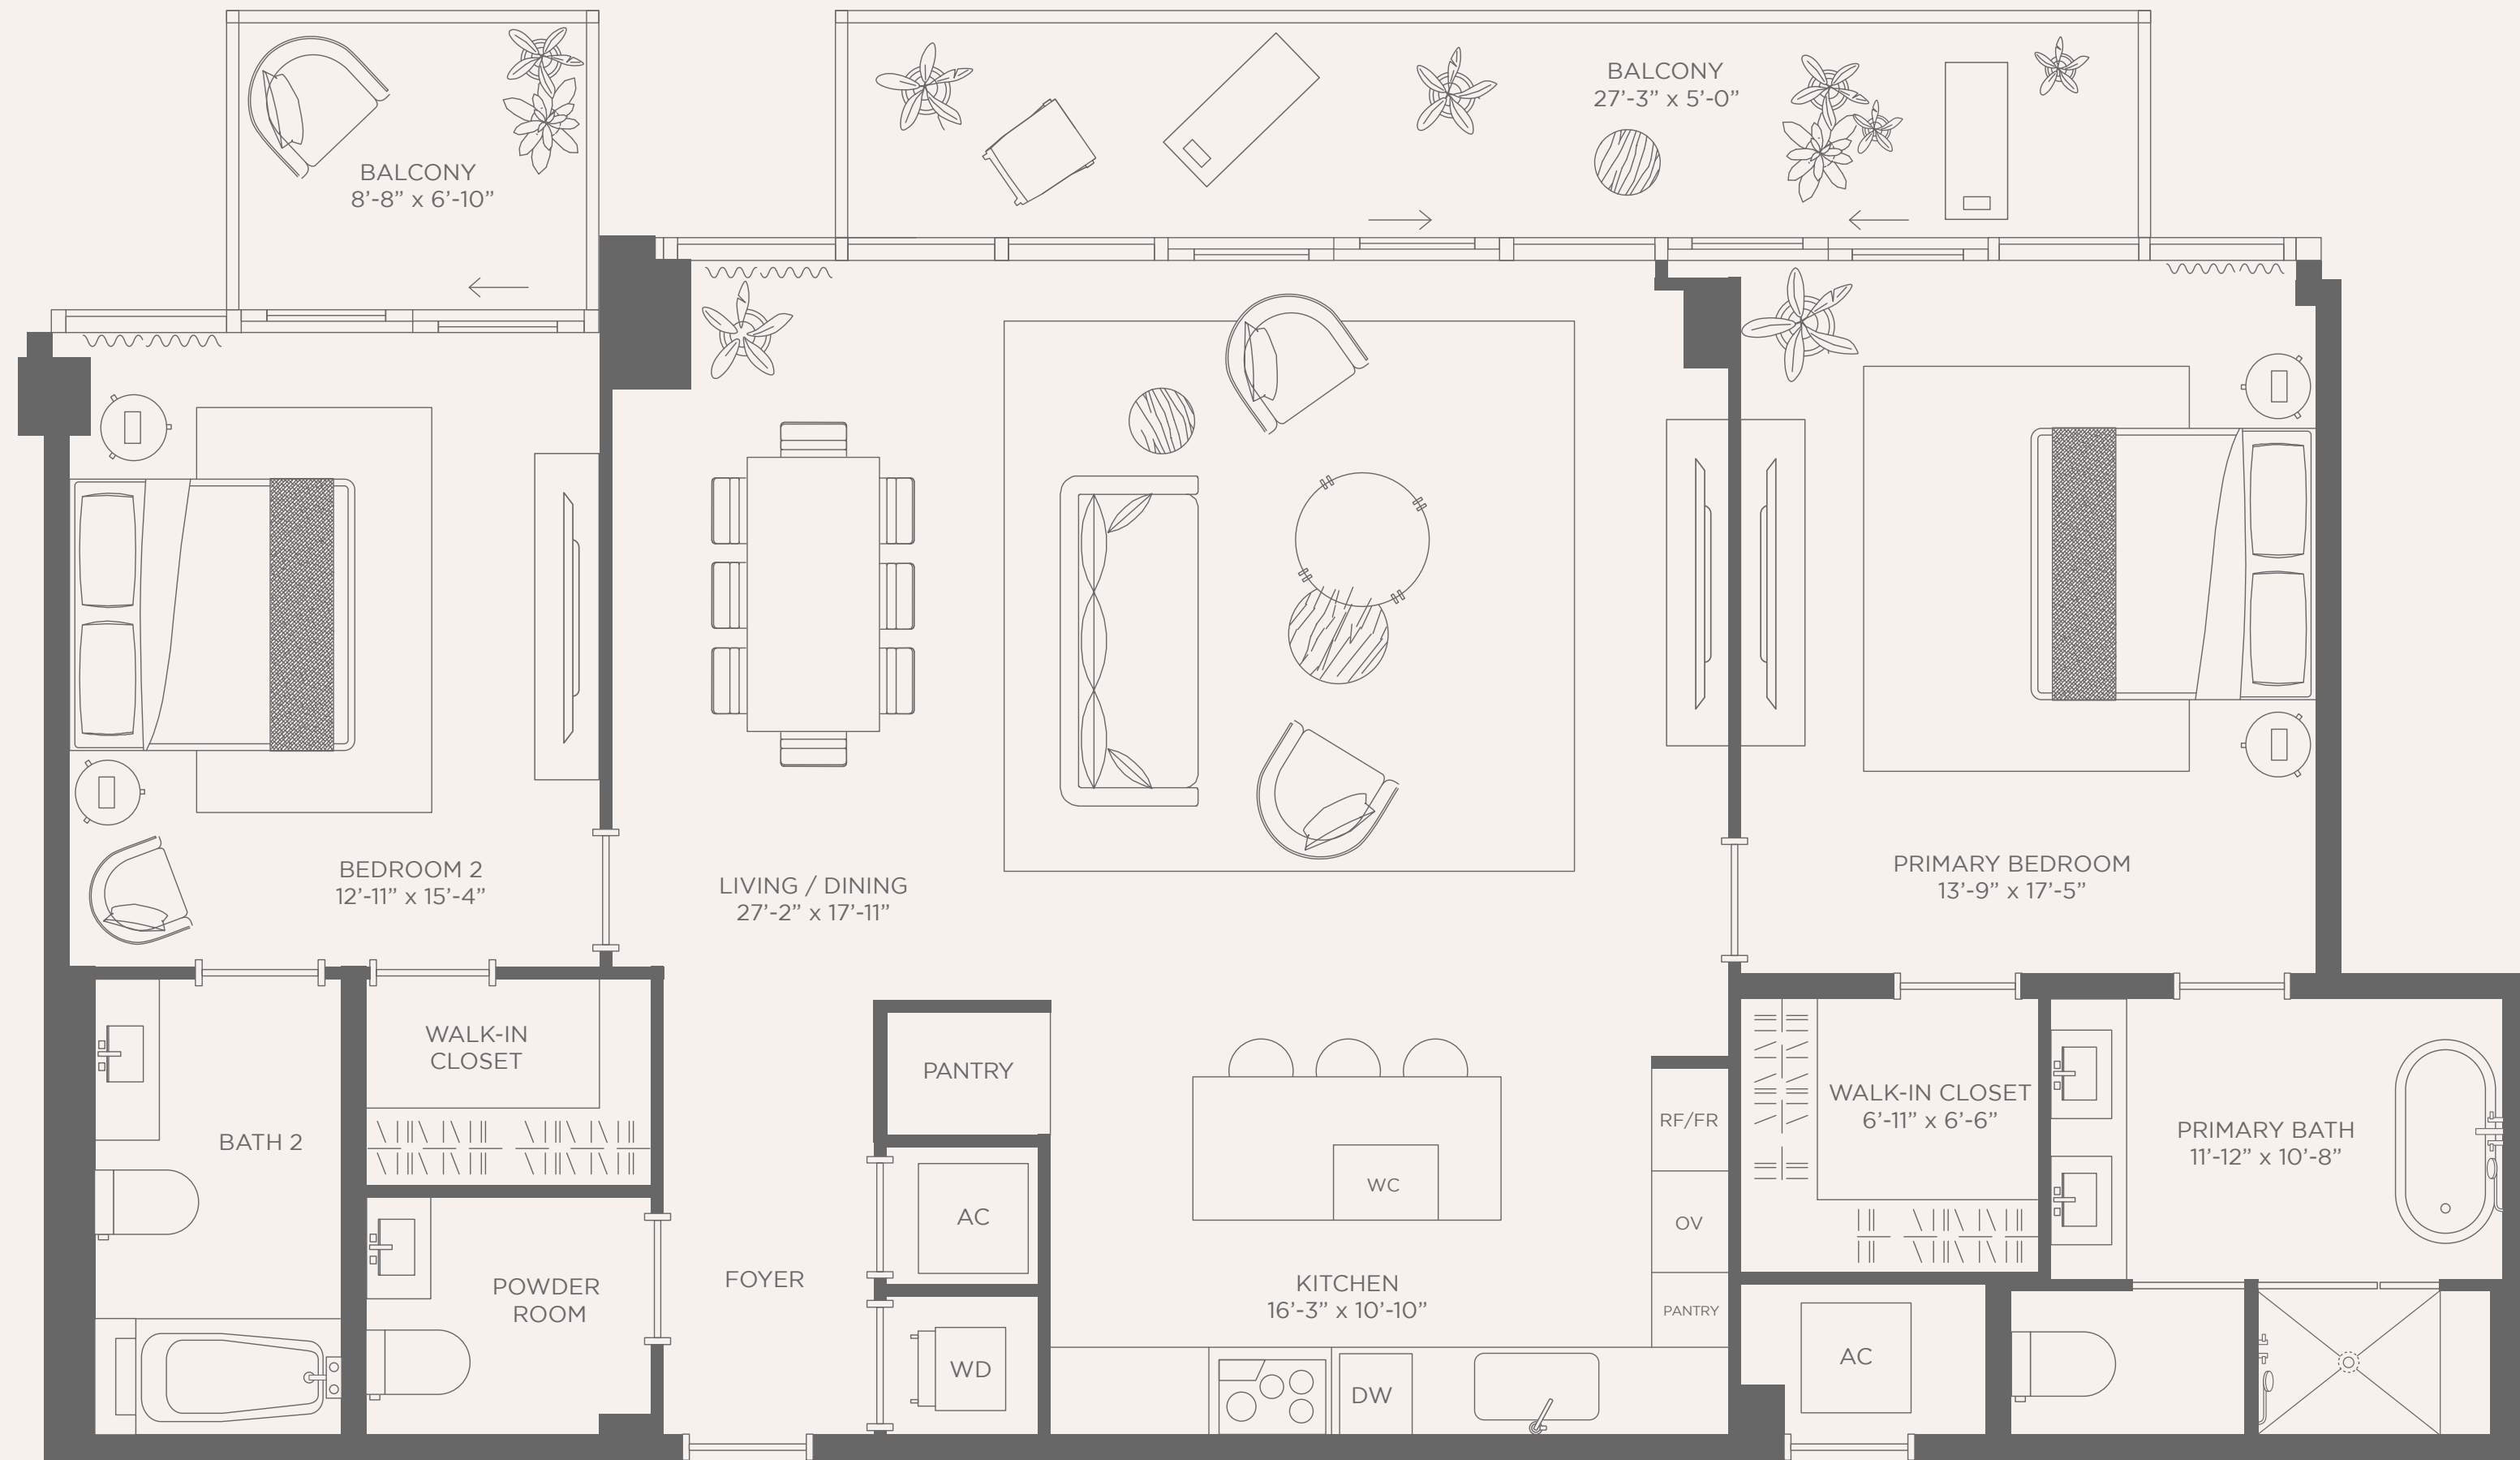 BALCONY
8’-8” x 6’-10”
BALCONY
27’-3” x 5’-0”
BEDROOM 2
12’-11” x 15’-4”
LIVING / DINING
27’-2” x 17’-11”
PRIMARY BEDROOM
13’-9” x 17’-5”
WALK-IN
CLOSET
BATH 2
POWDER
ROOM
FOYER
PANTRY
AC
WD
WC
KITCHEN
16’-3” x 10’-10”
DW
RF/FR
OV
PANTRY
WALK-IN CLOSET
6’-11” x 6’-6”
PRIMARY BATH
11’-12” x 10’-8”
AC